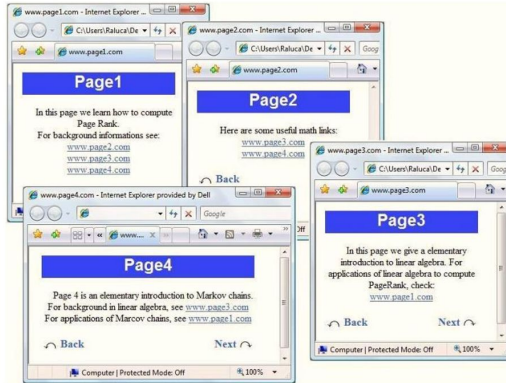 www.page1.com - Internet Explorer ...
C:\Users\Raluca\De
www.page1.com
Page1
In this page we learn how to compute
Page Rank.
For background informations see:
www.page2.com
www.page3.com
www.page4.com
www.page2.com - Internet Explorer ...
C:\Users\Raluca\De
Goog
www.page2.com
Page2
Here are some useful math links:
www.page3.com
www.page4.com
Back
Off
www.page3.com - Internet Explorer ...
C:\Users\Raluca\De
Goog
www.page3.com
Page3
In this page we give a elementary
introduction to linear algebra. For
applications of linear algebra to compute
PageRank, check:
www.page1.com
Back Next
Computer | Protected Mode: Off 100%
www.page4.com - Internet Explorer provided by Dell
Google
www....
Page4
Page 4 is an elementary introduction to Markov chains.
For background in linear algebra, see www.page3.com
For applications of Marcov chains, see www.page1.com
Back Next
Computer | Protected Mode: Off 100%